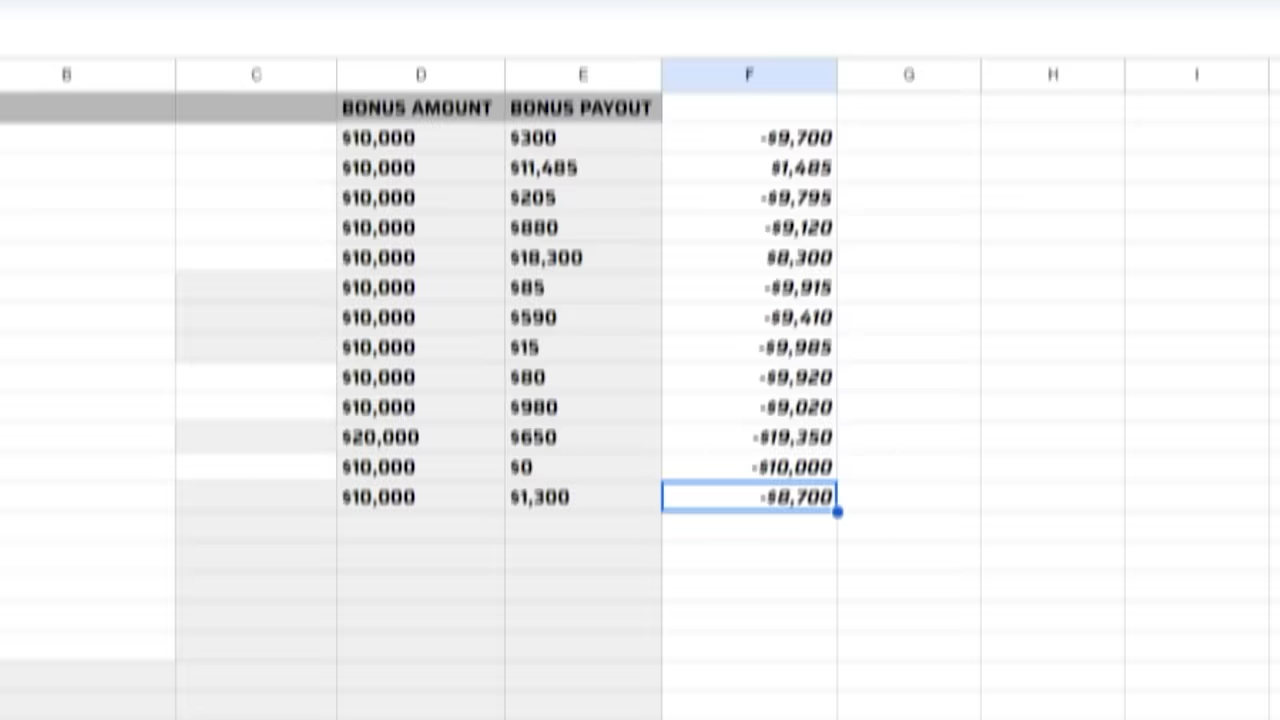 B C D E F G H I
BONUS AMOUNT BONUS PAYOUT
$10,000 $300 -$9,700
$10,000 $11,485 $1,485
$10,000 $205 -$9,795
$10,000 $880 -$9,120
$10,000 $18,300 $8,300
$10,000 $85 -$9,915
$10,000 $590 -$9,410
$10,000 $15 -$9,985
$10,000 $80 -$9,920
$10,000 $980 -$9,020
$20,000 $650 -$19,350
$10,000 $0 -$10,000
$10,000 $1,300 -$8,700